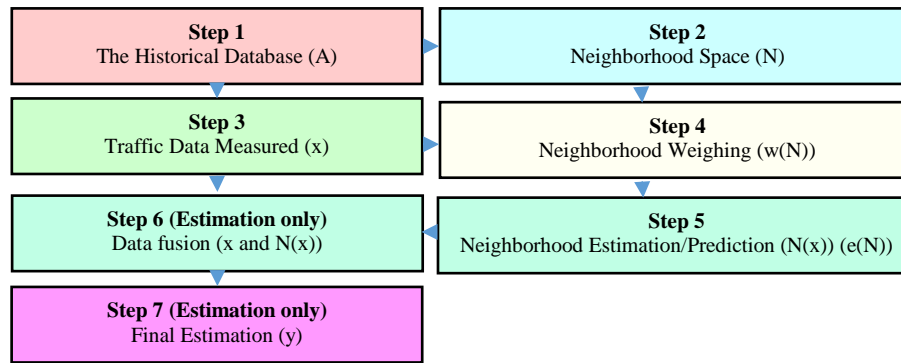 Step 1
The Historical Database (A)
Step 2
Neighborhood Space (N)
Step 3
Traffic Data Measured (x)
Step 4
Neighborhood Weighing (w(N))
Step 6 (Estimation only)
Data fusion (x and N(x))
Step 5
Neighborhood Estimation/Prediction (N(x)) (e(N))
Step 7 (Estimation only)
Final Estimation (y)